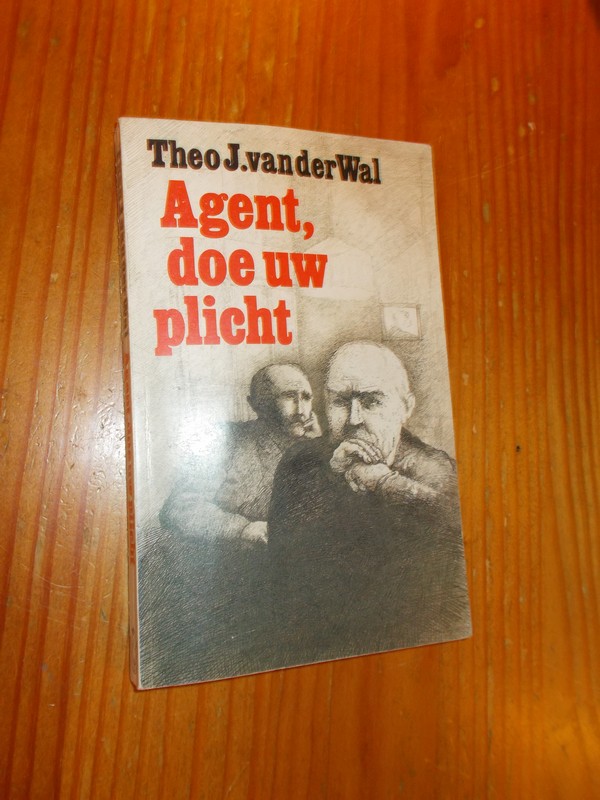 Theo J. van der Wal
Agent,
doe uw
plicht